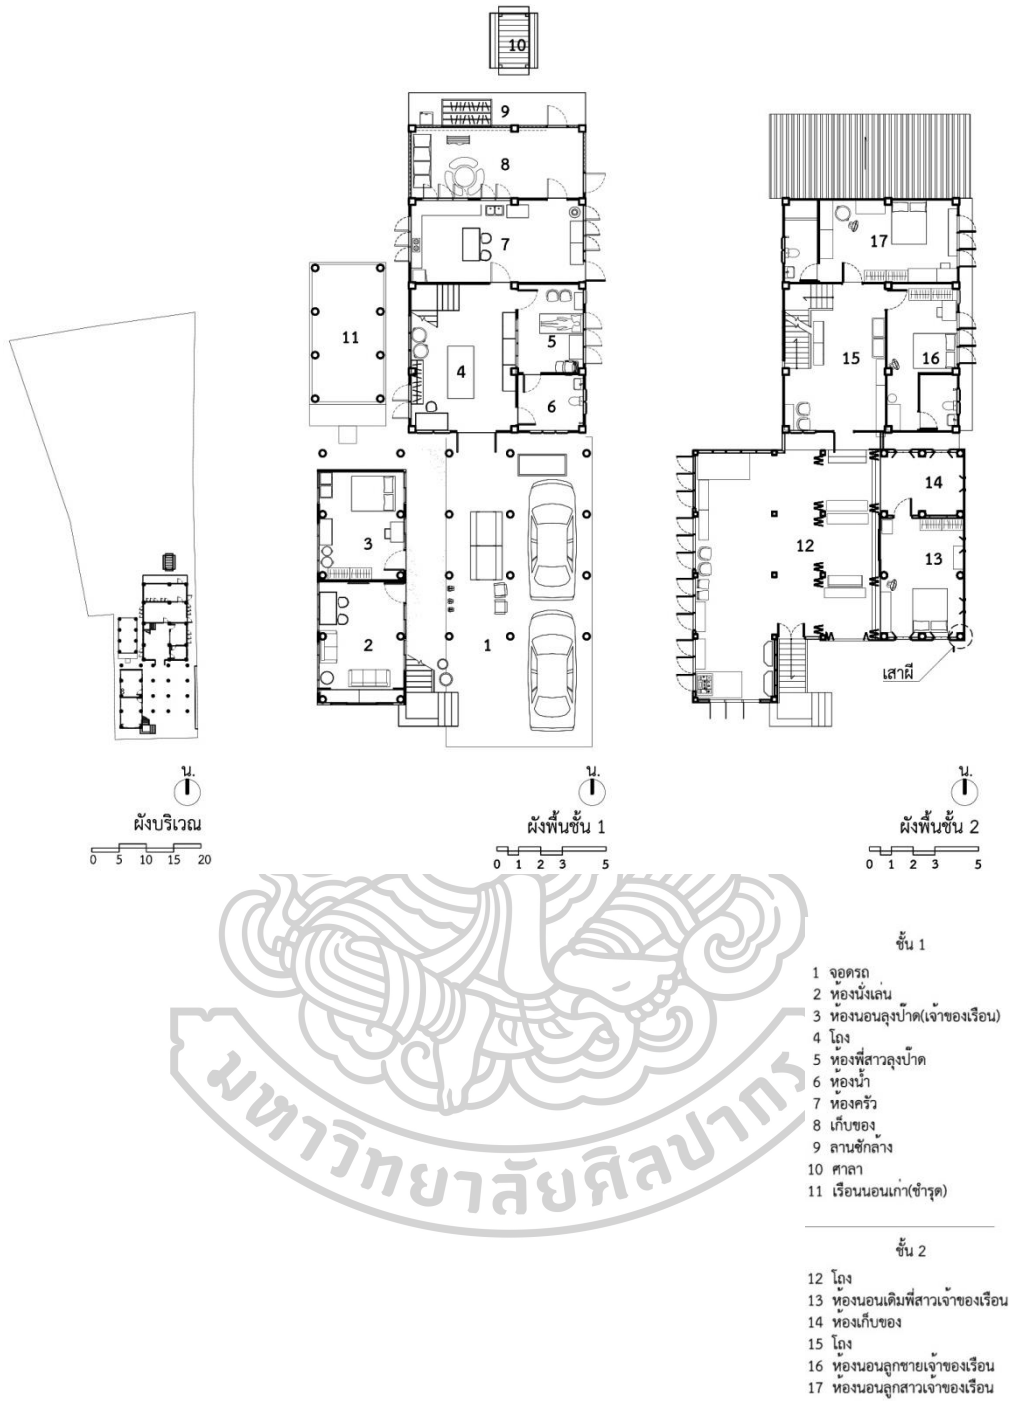 10
9
8
7
11
5
4
6
3
2
1
17
15
16
14
12
13
เสาผี
น.
ผังบริเวณ
0 5 10 15 20
น.
ผังพื้นชั้น 1
0 1 2 3 5
น.
ผังพื้นชั้น 2
0 1 2 3 5
มหาวิทยาลัยศิลปากร
ชั้น 1
1 จอดรถ
2 ห้องนั่งเล่น
3 ห้องนอนลุงป๊าด(เจ้าของเรือน)
4 โถง
5 ห้องพี่สาวลุงป๊าด
6 ห้องน้ำ
7 ห้องครัว
8 เก็บของ
9 ลานซักล้าง
10 ศาลา
11 เรือนนอนเก่า(ชำรุด)
ชั้น 2
12 โถง
13 ห้องนอนเดิมพี่สาวเจ้าของเรือน
14 ห้องเก็บของ
15 โถง
16 ห้องนอนลูกชายเจ้าของเรือน
17 ห้องนอนลูกสาวเจ้าของเรือน